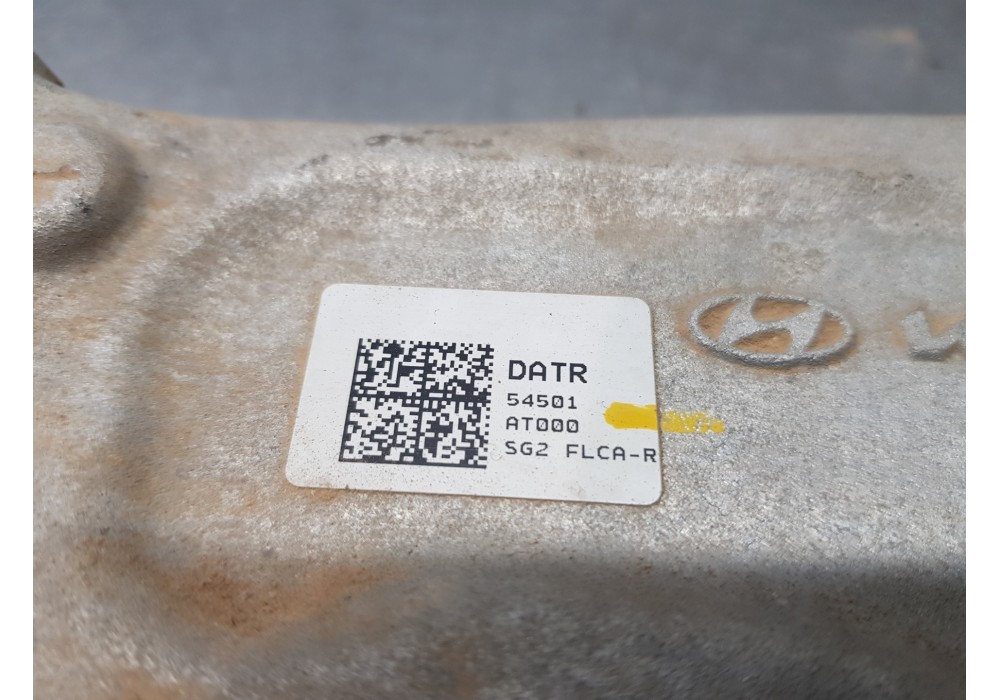 DATR
54501
AT000
SG2 FLCA-R